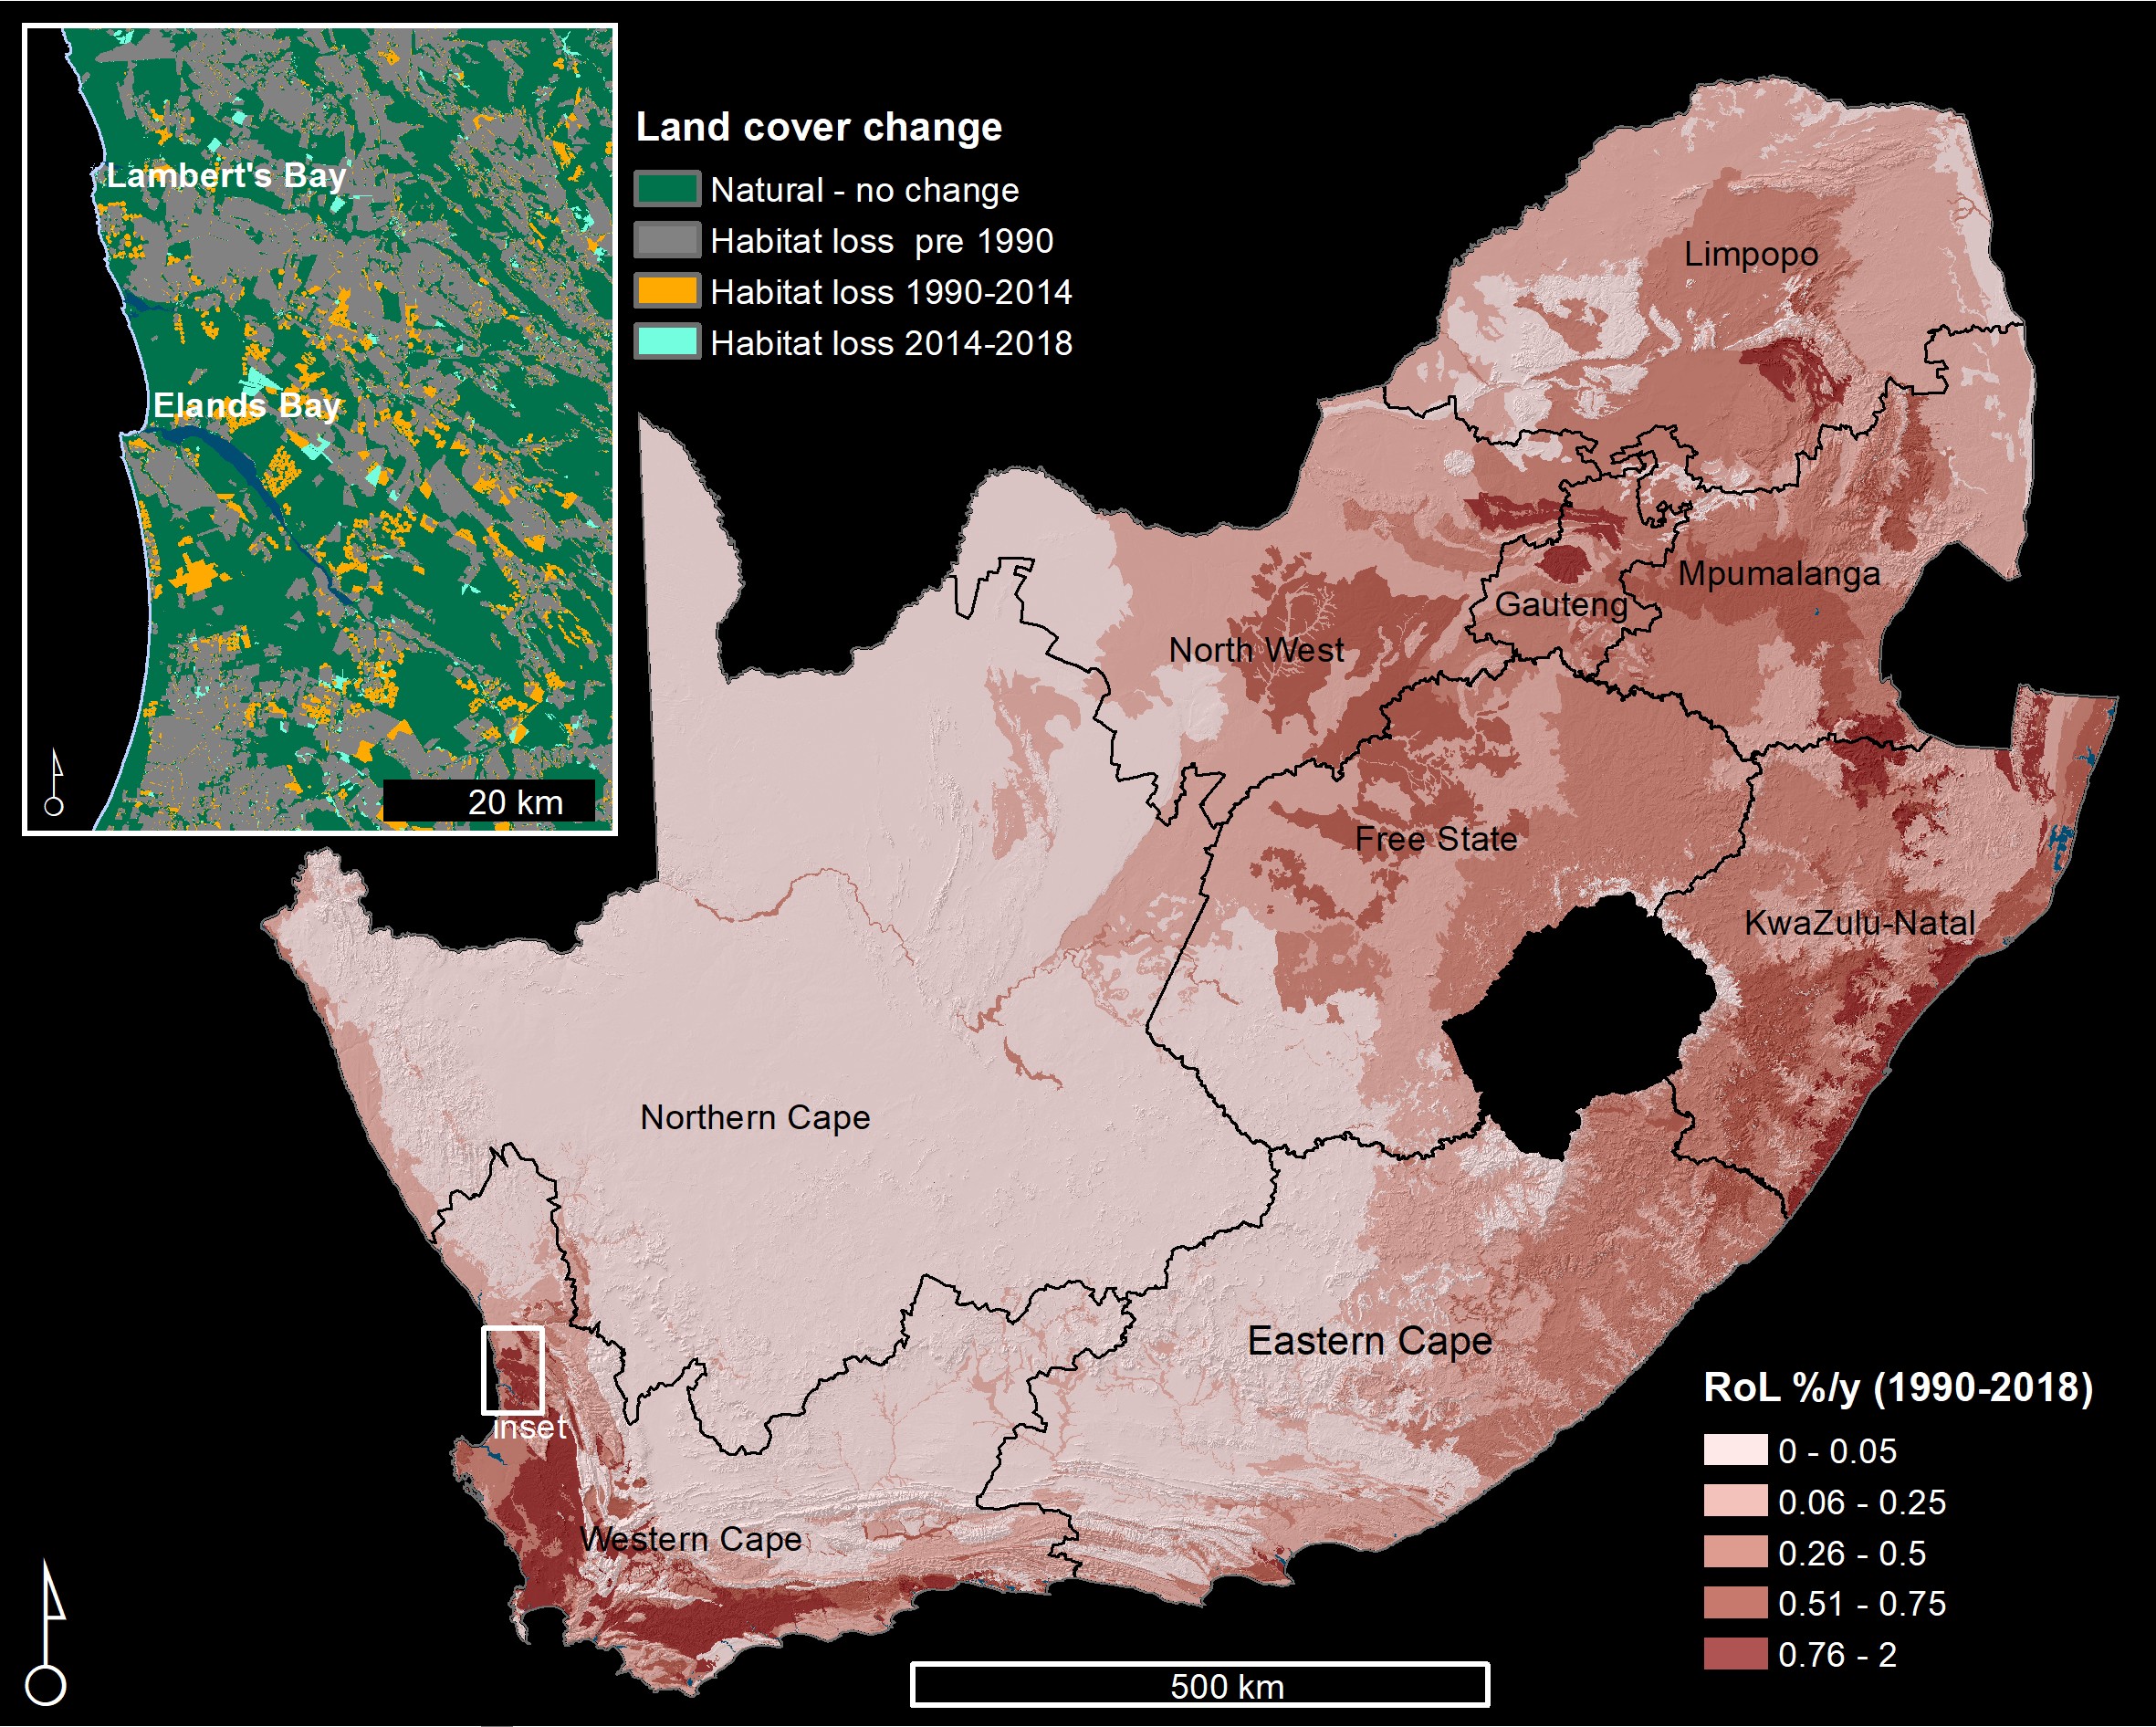 Land cover change
Natural - no change
Habitat loss pre 1990
Habitat loss 1990-2014
Habitat loss 2014-2018
Lambert's Bay
Elands Bay
20 km
Limpopo
Mpumalanga
Gauteng
North West
Free State
KwaZulu-Natal
Northern Cape
Eastern Cape
inset
Western Cape
RoL %/y (1990-2018)
0 - 0.05
0.06 - 0.25
0.26 - 0.5
0.51 - 0.75
0.76 - 2
500 km